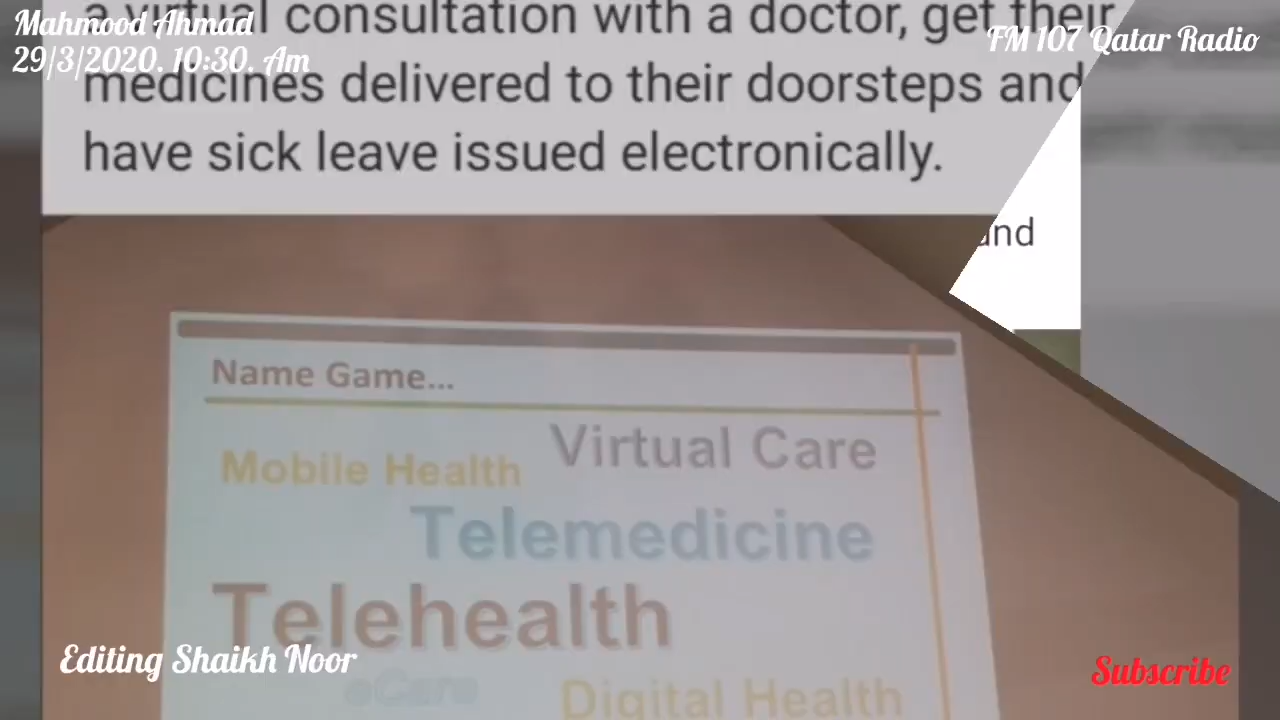 a virtual consultation with a doctor, get their
Mahmood Ahmad
FM 107 Qatar Radio
29/3/2020. 10:30. Am
medicines delivered to their doorsteps and
have sick leave issued electronically.
and
Name Game...
Virtual Care
Mobile Health
Telemedicine
Telehealth
Editing Shaikh Noor
Subscribe
eCare
Digital Health